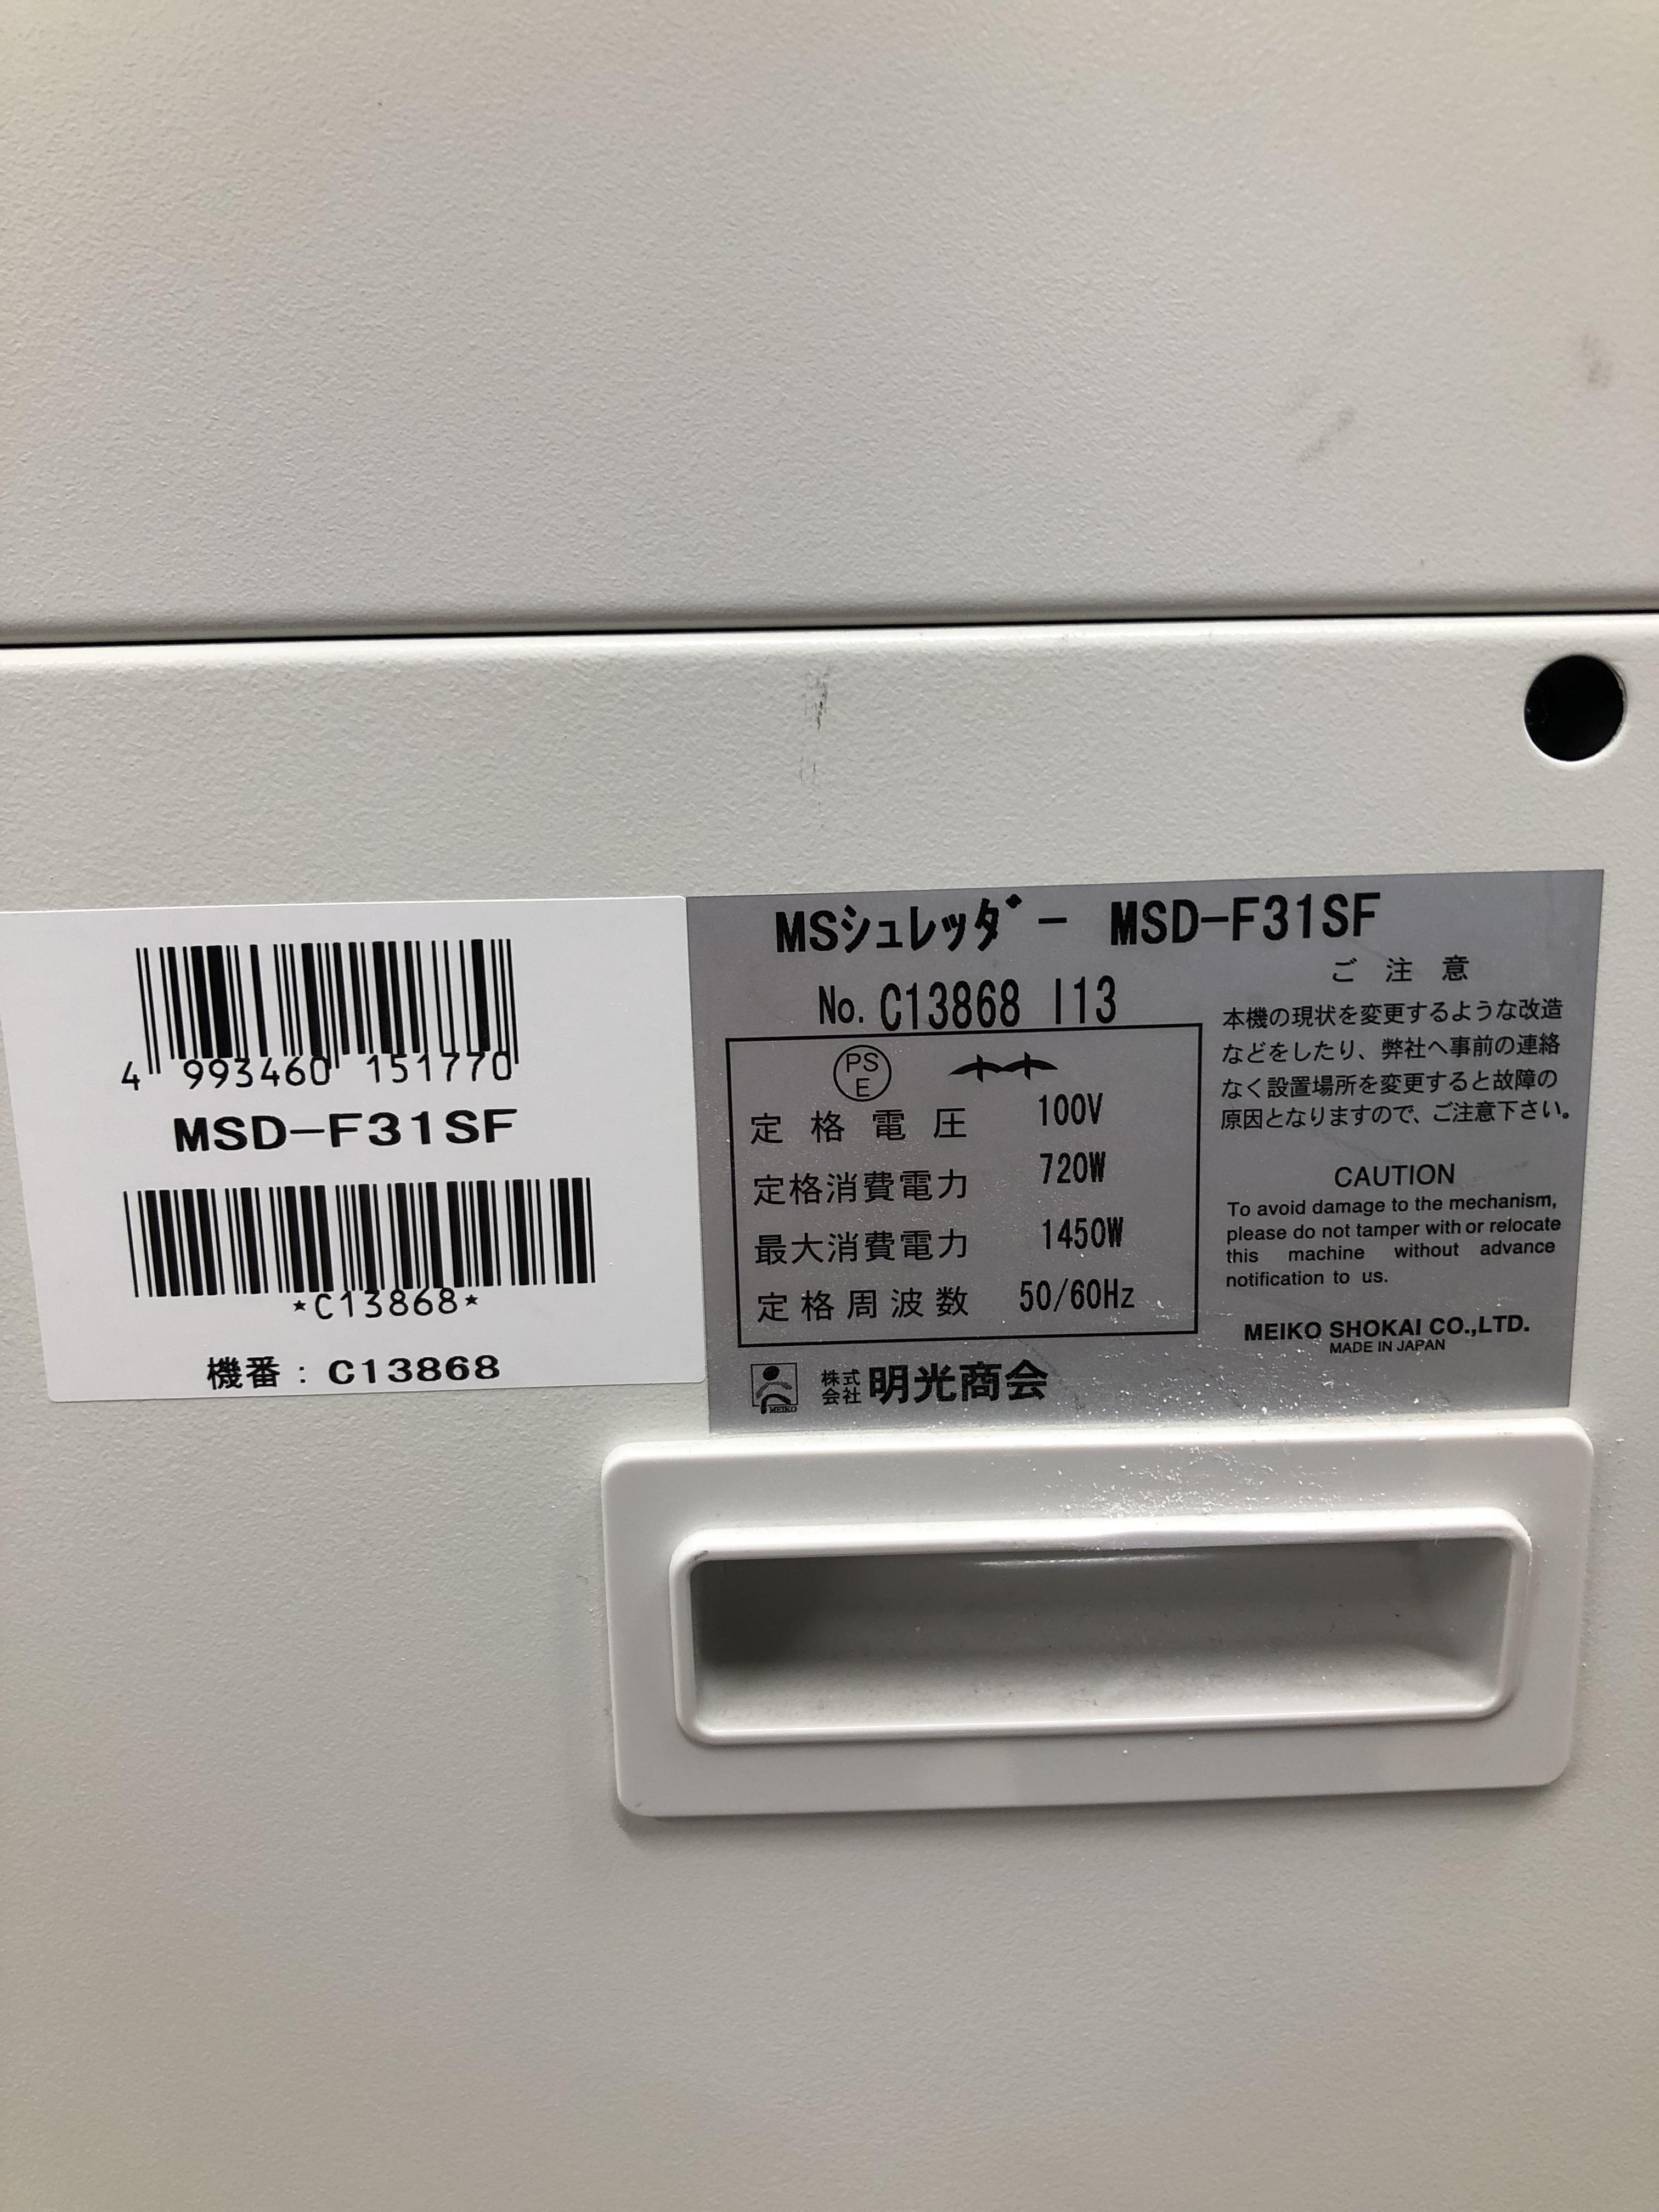 4 993460 151770
MSD-F31SF
*C13868*
機番：C13868
MSシュレッダー MSD-F31SF
No. C13868 I13
PS
E
定格電圧 100V
定格消費電力 720W
最大消費電力 1450W
定格周波数 50/60Hz
MEIKO
株式会社 明光商会
ご注意
本機の現状を変更するような改造
などをしたり、弊社へ事前の連絡
なく設置場所を変更すると故障の
原因となりますので、ご注意下さい。
CAUTION
To avoid damage to the mechanism,
please do not tamper with or relocate
this machine without advance
notification to us.
MEIKO SHOKAI CO.,LTD.
MADE IN JAPAN